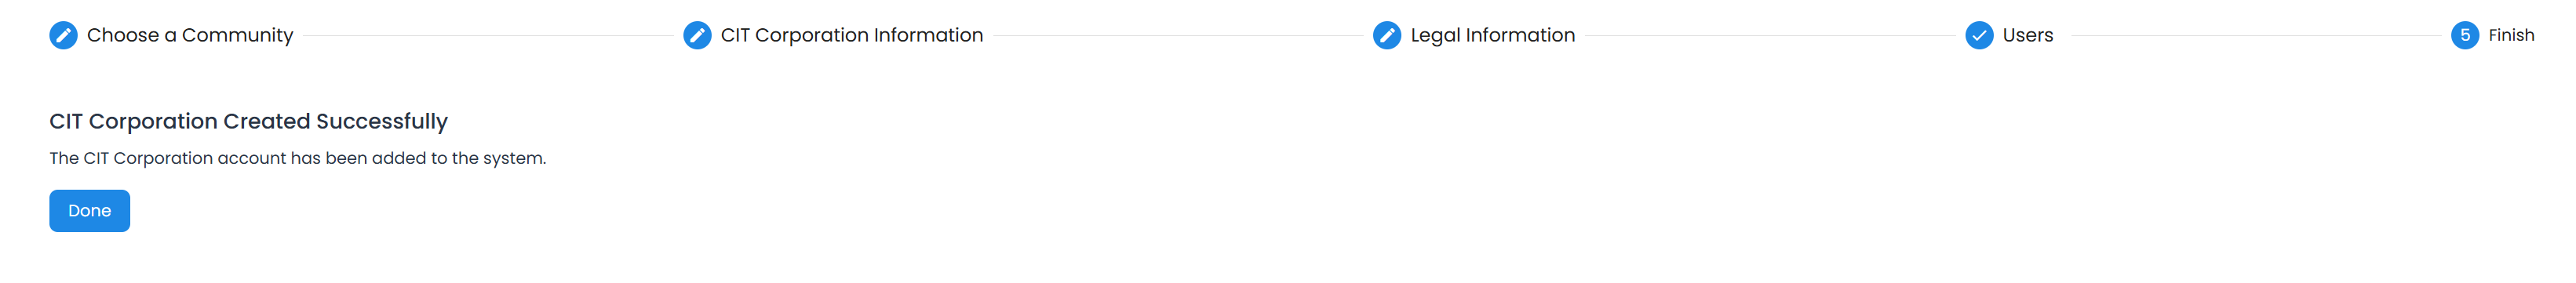 Choose a Community
CIT Corporation Information
Legal Information
Users
5 Finish
CIT Corporation Created Successfully
The CIT Corporation account has been added to the system.
Done